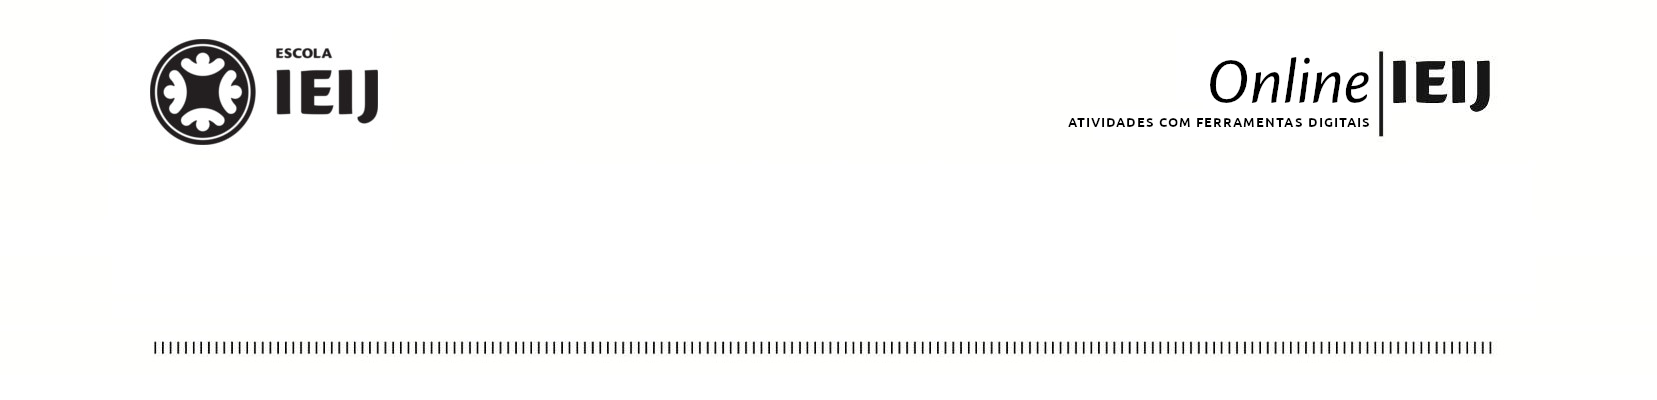 ESCOLA
IEIJ
Online IEIJ
ATIVIDADES COM FERRAMENTAS DIGITAIS